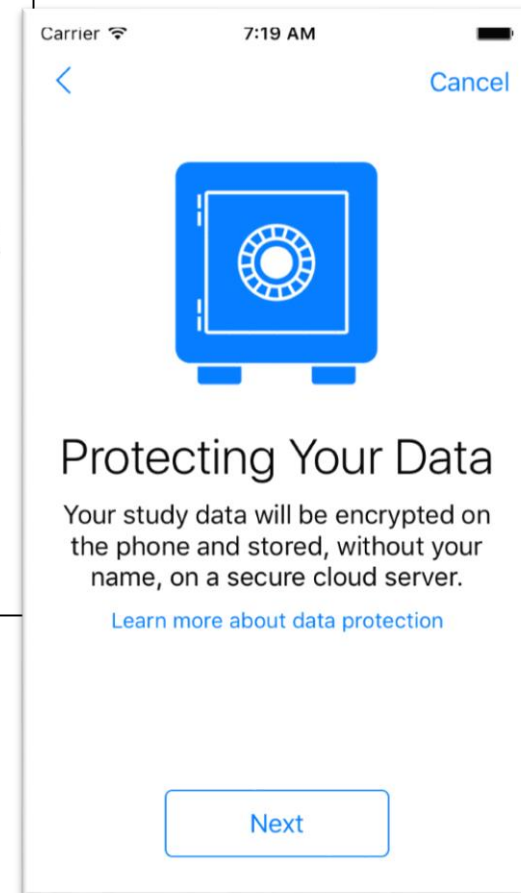 Carrier
7:19 AM
Cancel
Protecting Your Data
Your study data will be encrypted on
the phone and stored, without your
name, on a secure cloud server.
Learn more about data protection
Next